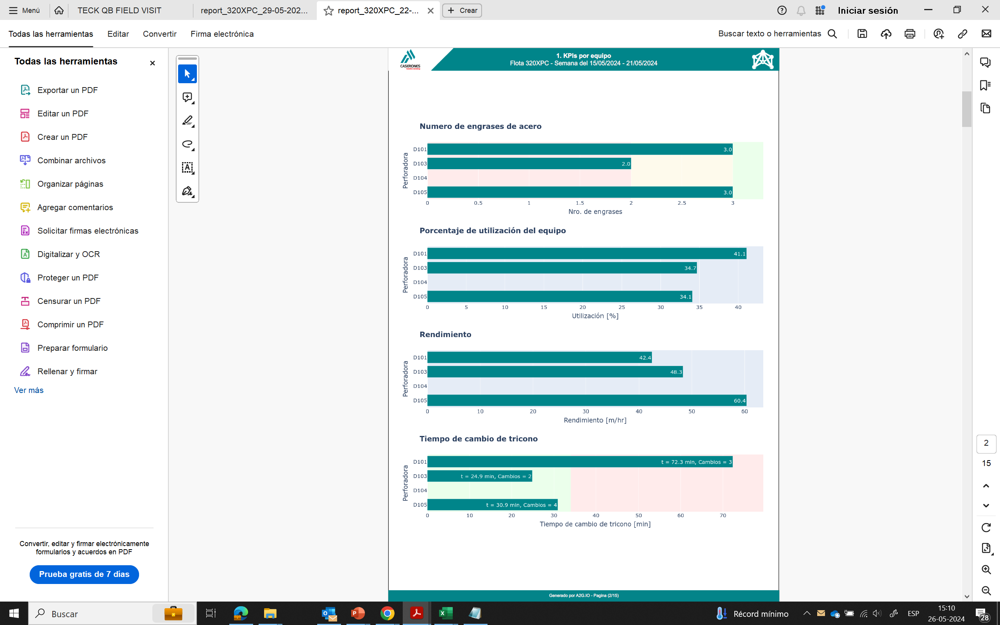 Menú
TECK QB FIELD VISIT
report_320XPC_29-05-202...
report_320XPC_22-...
Crear
Iniciar sesión
Todas las herramientas
Editar
Convertir
Firma electrónica
Buscar texto o herramientas
Todas las herramientas
Exportar un PDF
Editar un PDF
Crear un PDF
Combinar archivos
Organizar páginas
Agregar comentarios
Solicitar firmas electrónicas
Digitalizar y OCR
Proteger un PDF
Censurar un PDF
Comprimir un PDF
Preparar formulario
Rellenar y firmar
Ver más
Convertir, editar y firmar electrónicamente
formularios y acuerdos en PDF
Prueba gratis de 7 días
CASERONES
lundin mining
1. KPIs por equipo
Flota 320XPC - Semana del 15/05/2024 - 21/05/2024
Numero de engrases de acero
Perforadora
D101 3.0
D103 2.0
D104
D105 3.0
0 0.5 1 1.5 2 2.5 3
Nro. de engrases
Porcentaje de utilización del equipo
Perforadora
D101 41.1
D103 34.7
D104
D105 34.1
0 5 10 15 20 25 30 35 40
Utilización [%]
Rendimiento
Perforadora
D101 42.4
D103 48.3
D104
D105 60.4
0 10 20 30 40 50 60
Rendimiento [m/hr]
Tiempo de cambio de tricono
Perforadora
D101 t = 72.3 min, Cambios = 3
D103 t = 24.9 min, Cambios = 2
D104
D105 t = 30.9 min, Cambios = 4
0 10 20 30 40 50 60 70
Tiempo de cambio de tricono [min]
Generado por A2G.IO - Pagina (2/15)
2
15
Buscar
Récord mínimo
ESP
15:10
26-05-2024
28